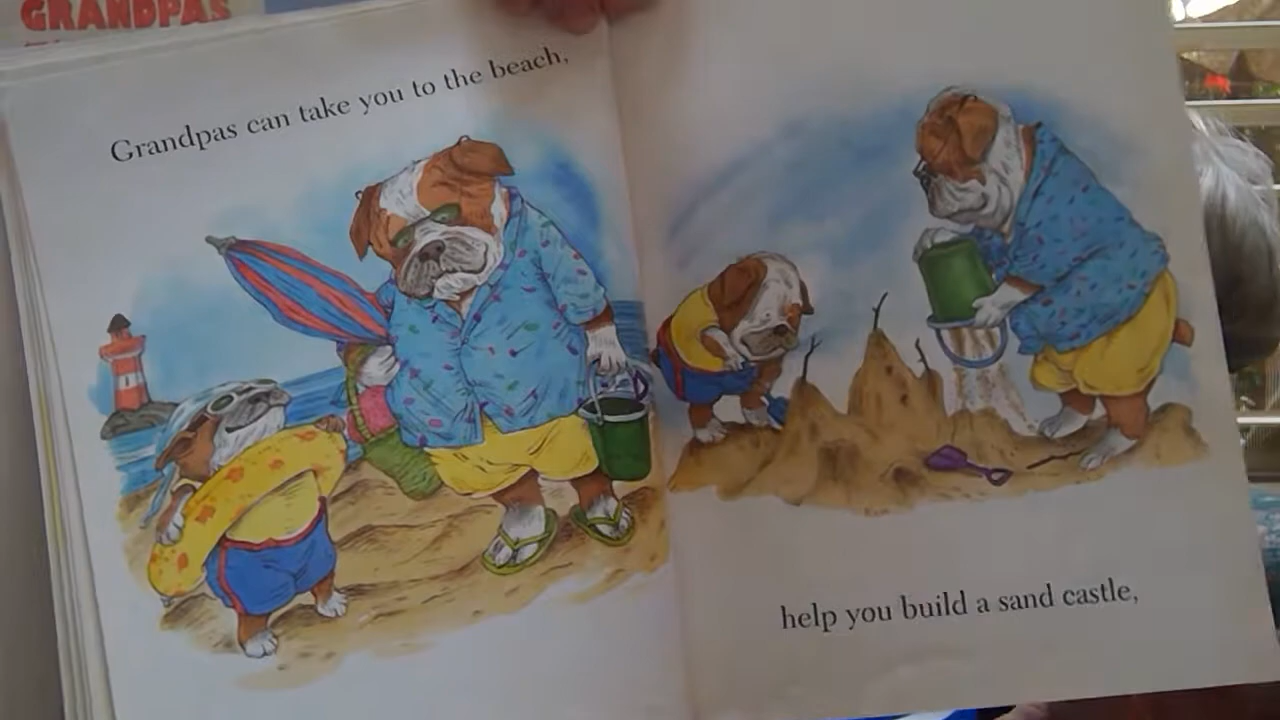 GRANDPAS
Grandpas can take you to the beach,
help you build a sand castle,